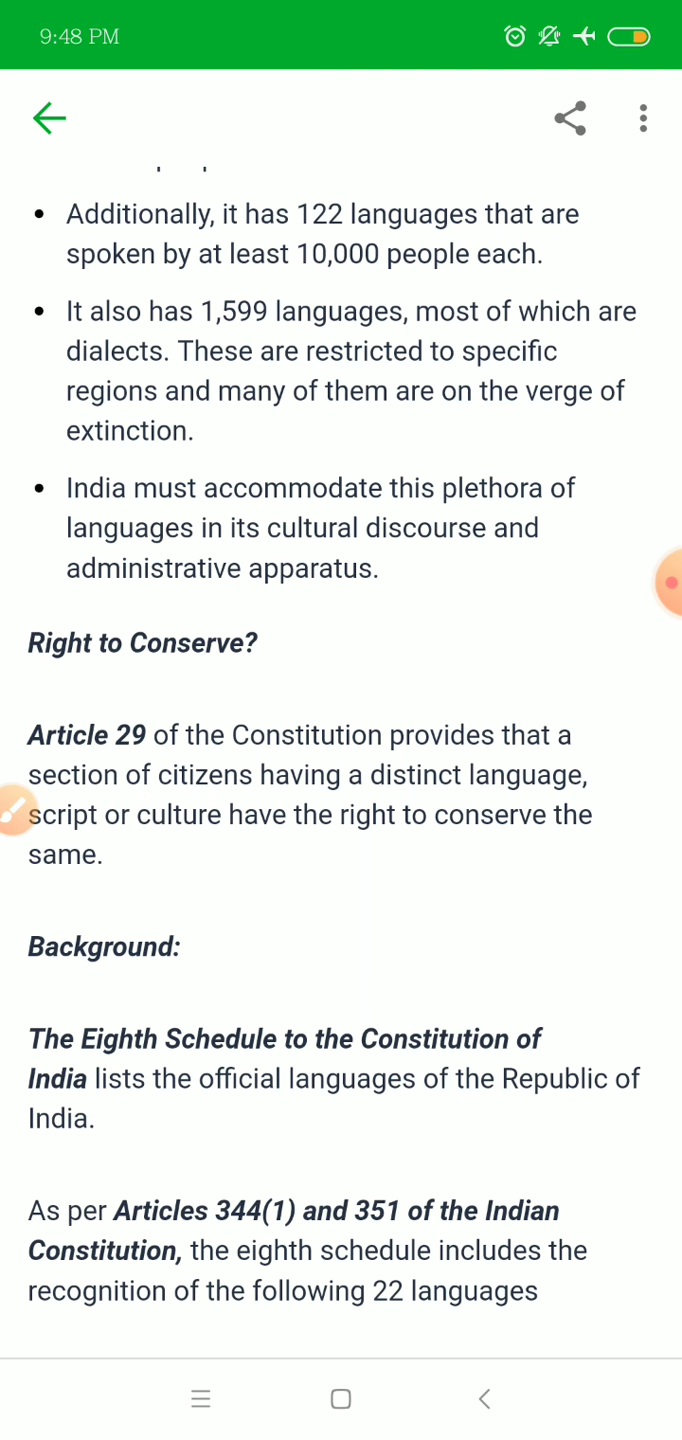 9:48 PM
• Additionally, it has 122 languages that are
spoken by at least 10,000 people each.
• It also has 1,599 languages, most of which are
dialects. These are restricted to specific
regions and many of them are on the verge of
extinction.
• India must accommodate this plethora of
languages in its cultural discourse and
administrative apparatus.
Right to Conserve?
Article 29 of the Constitution provides that a
section of citizens having a distinct language,
script or culture have the right to conserve the
same.
Background:
The Eighth Schedule to the Constitution of
India lists the official languages of the Republic of
India.
As per Articles 344(1) and 351 of the Indian
Constitution, the eighth schedule includes the
recognition of the following 22 languages